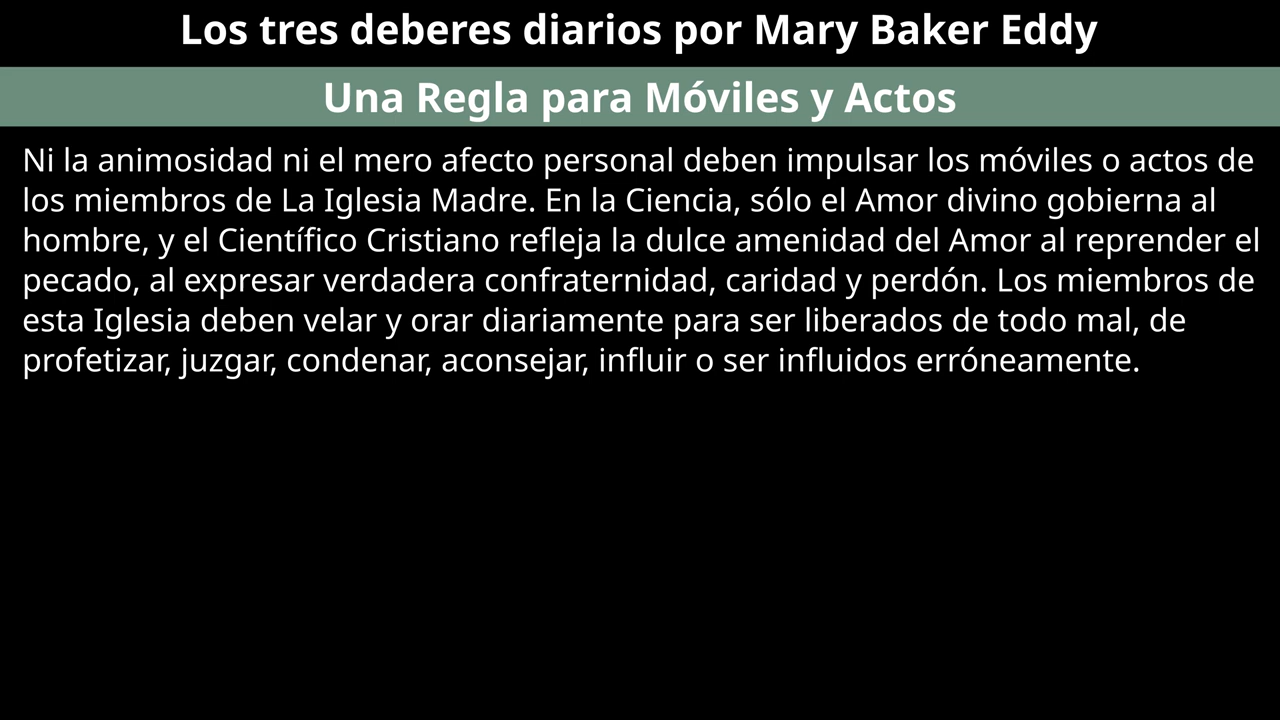 Los tres deberes diarios por Mary Baker Eddy
Una Regla para Móviles y Actos
Ni la animosidad ni el mero afecto personal deben impulsar los móviles o actos de
los miembros de La Iglesia Madre. En la Ciencia, sólo el Amor divino gobierna al
hombre, y el Científico Cristiano refleja la dulce amenidad del Amor al reprender el
pecado, al expresar verdadera confraternidad, caridad y perdón. Los miembros de
esta Iglesia deben velar y orar diariamente para ser liberados de todo mal, de
profetizar, juzgar, condenar, aconsejar, influir o ser influidos erróneamente.